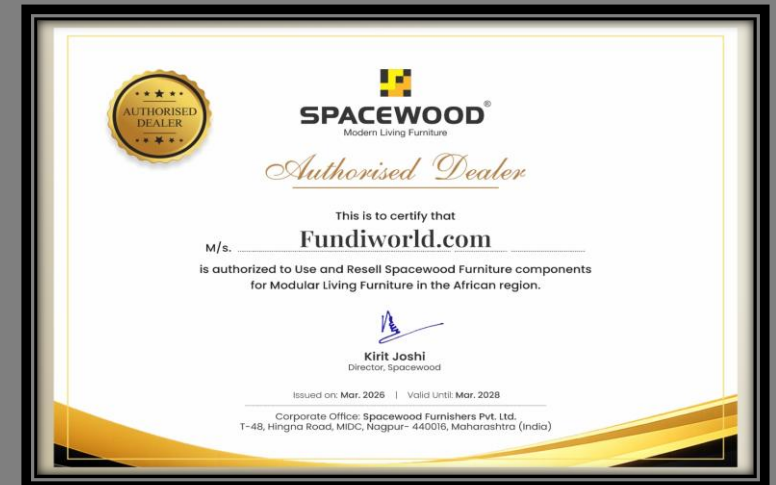 AUTHORISED
DEALER
SPACEWOOD®
Modern Living Furniture
Authorised Dealer
This is to certify that
M/s. Fundiworld.com
is authorized to Use and Resell Spacewood Furniture components
for Modular Living Furniture in the African region.
Kirit Joshi
Director, Spacewood
Issued on: Mar. 2026 | Valid Until: Mar. 2028
Corporate Office: Spacewood Furnishers Pvt. Ltd.
T-48, Hingna Road, MIDC, Nagpur- 440016, Maharashtra (India)